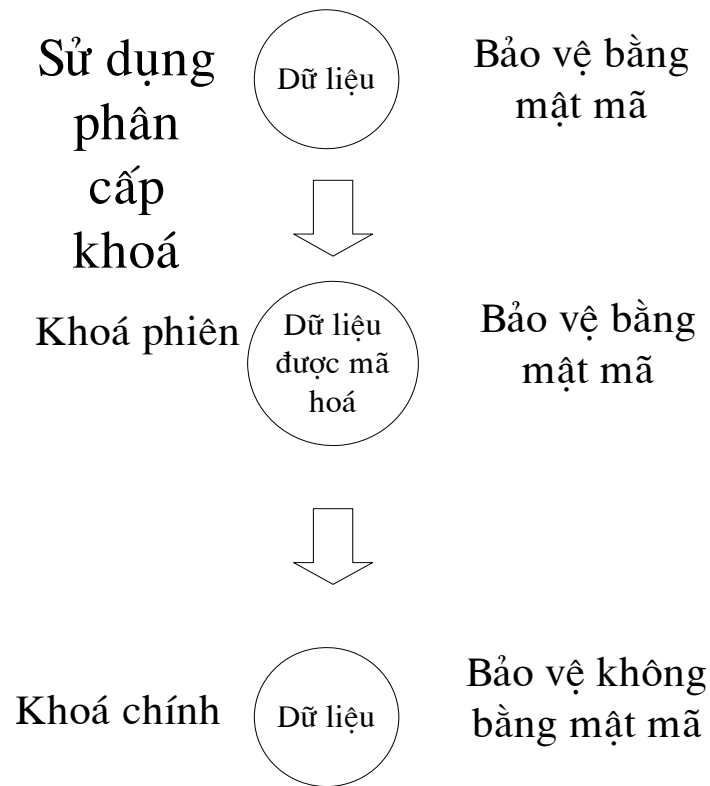 Sử dụng
phân
cấp
khoá
Dữ liệu
Bảo vệ bằng
mật mã
Khoá phiên
Dữ liệu
được mã
hoá
Bảo vệ bằng
mật mã
Khoá chính
Dữ liệu
Bảo vệ không
bằng mật mã